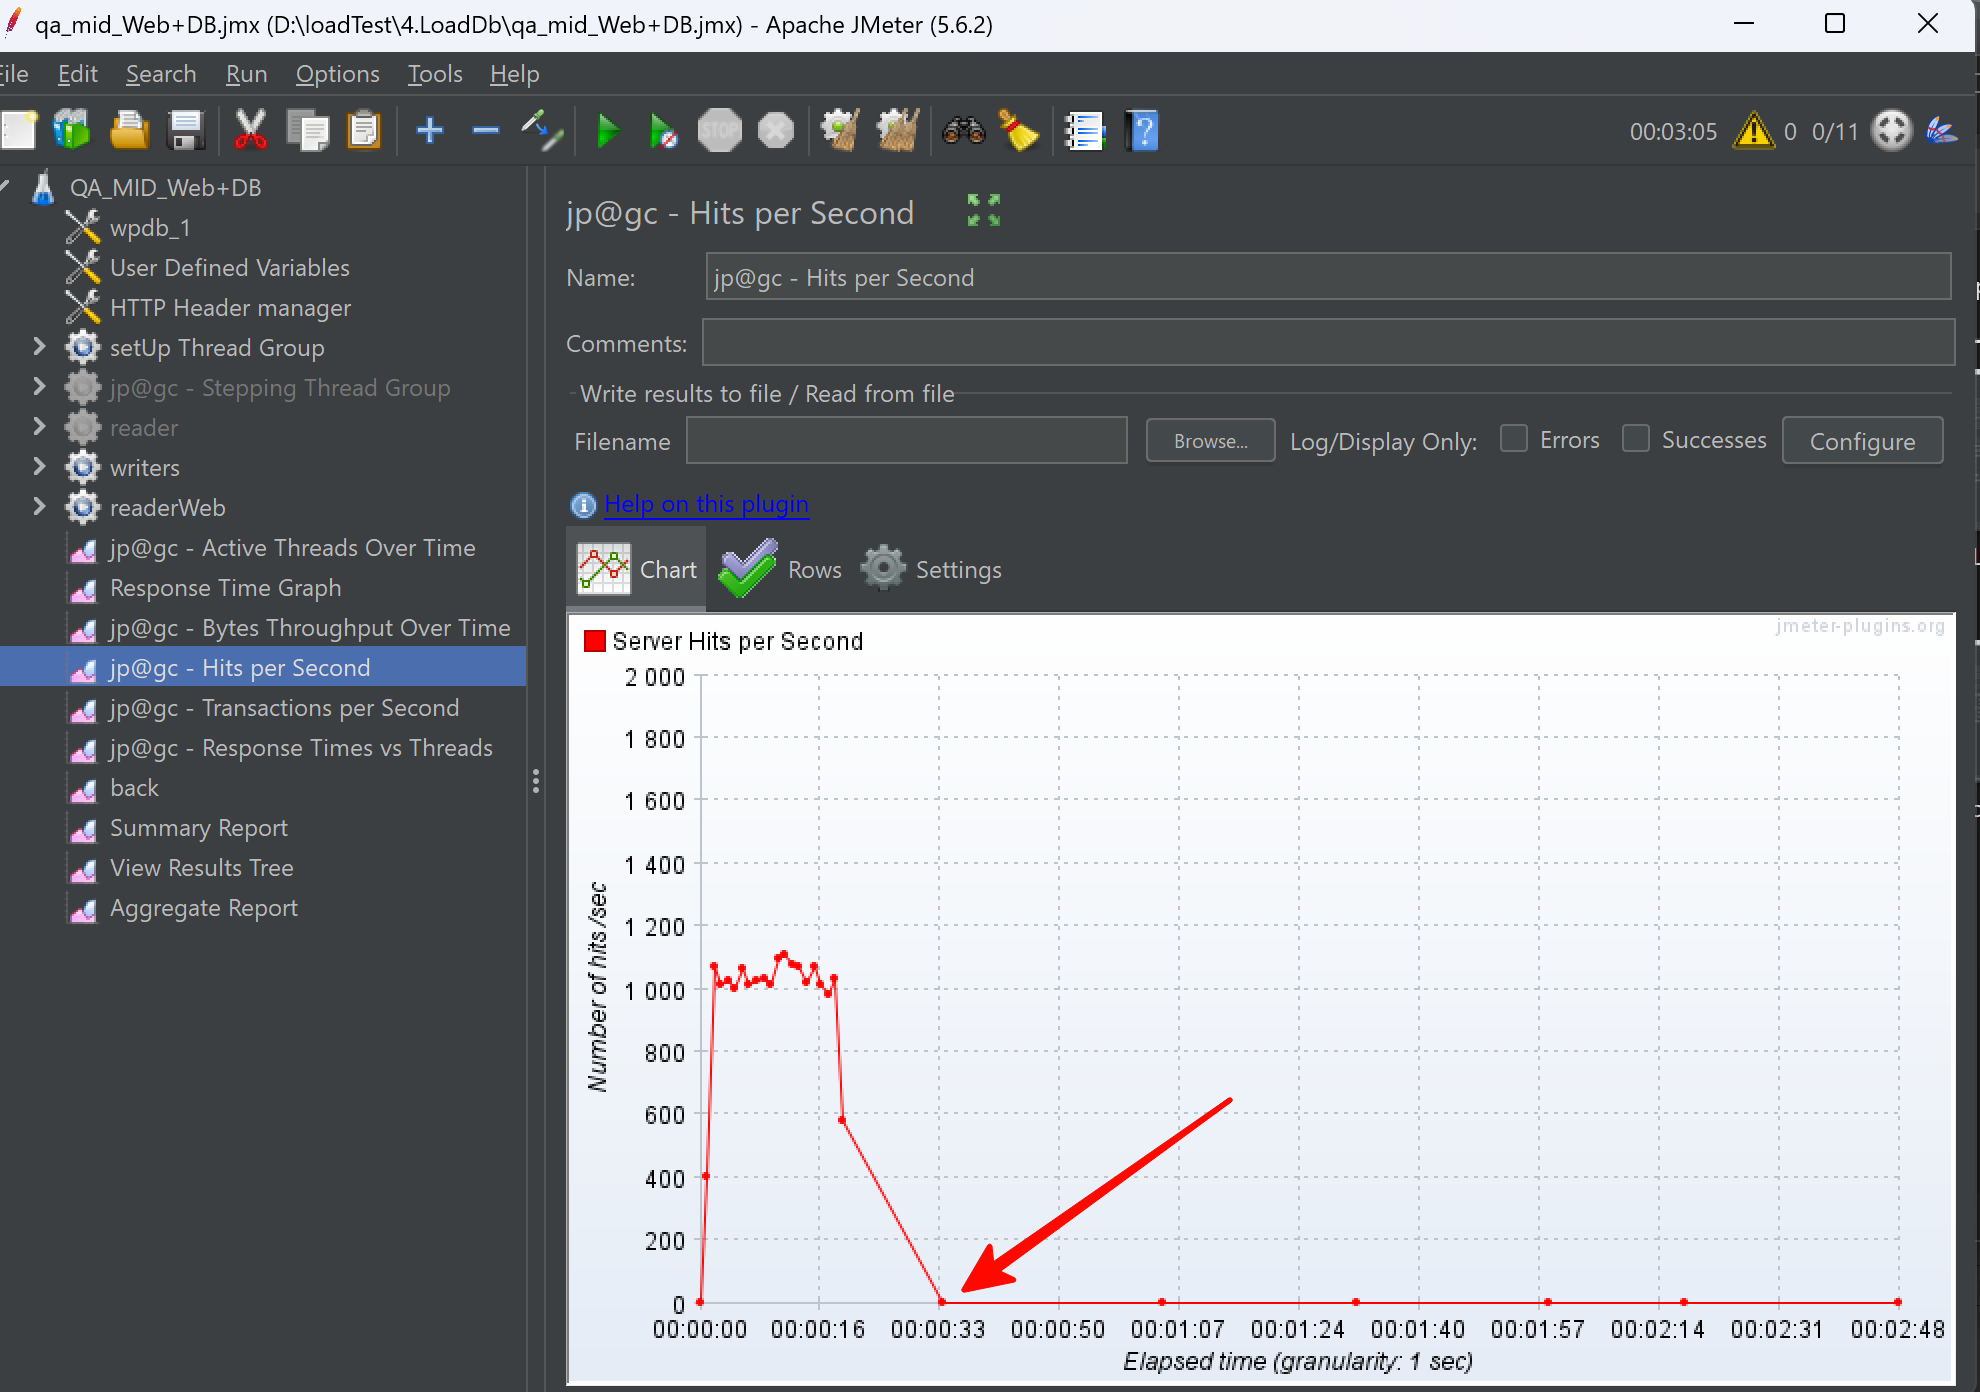 qa_mid_Web+DB.jmx (D:\loadTest\4.LoadDb\qa_mid_Web+DB.jmx) - Apache JMeter (5.6.2)
File Edit Search Run Options Tools Help
STOP
00:03:05 0 0/11
QA_MID_Web+DB
wpdb_1
User Defined Variables
HTTP Header manager
setUp Thread Group
jp@gc - Stepping Thread Group
reader
writers
readerWeb
jp@gc - Active Threads Over Time
Response Time Graph
jp@gc - Bytes Throughput Over Time
jp@gc - Hits per Second
jp@gc - Transactions per Second
jp@gc - Response Times vs Threads
back
Summary Report
View Results Tree
Aggregate Report
jp@gc - Hits per Second
Name: jp@gc - Hits per Second
Comments:
Write results to file / Read from file
Filename Browse... Log/Display Only: Errors Successes Configure
Help on this plugin
Chart Rows Settings
Server Hits per Second
jmeter-plugins.org
2 000
1 800
1 600
1 400
1 200
1 000
800
600
400
200
0
Number of hits /sec
00:00:00 00:00:16 00:00:33 00:00:50 00:01:07 00:01:24 00:01:40 00:01:57 00:02:14 00:02:31 00:02:48
Elapsed time (granularity: 1 sec)